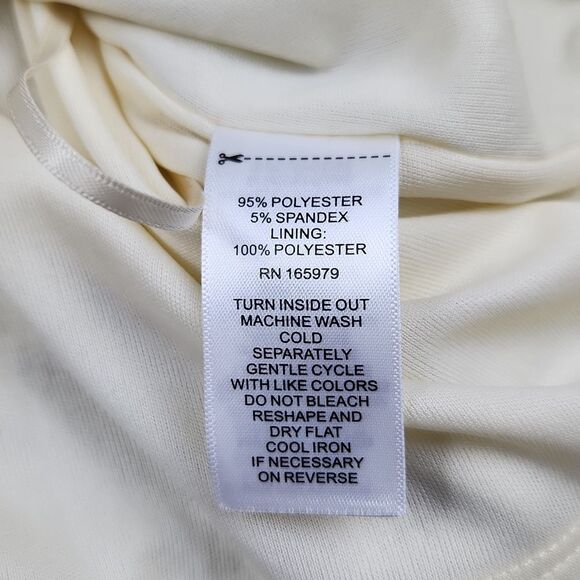 95% POLYESTER
5% SPANDEX
LINING:
100% POLYESTER
RN 165979
TURN INSIDE OUT
MACHINE WASH
COLD
SEPARATELY
GENTLE CYCLE
WITH LIKE COLORS
DO NOT BLEACH
RESHAPE AND
DRY FLAT
COOL IRON
IF NECESSARY
ON REVERSE